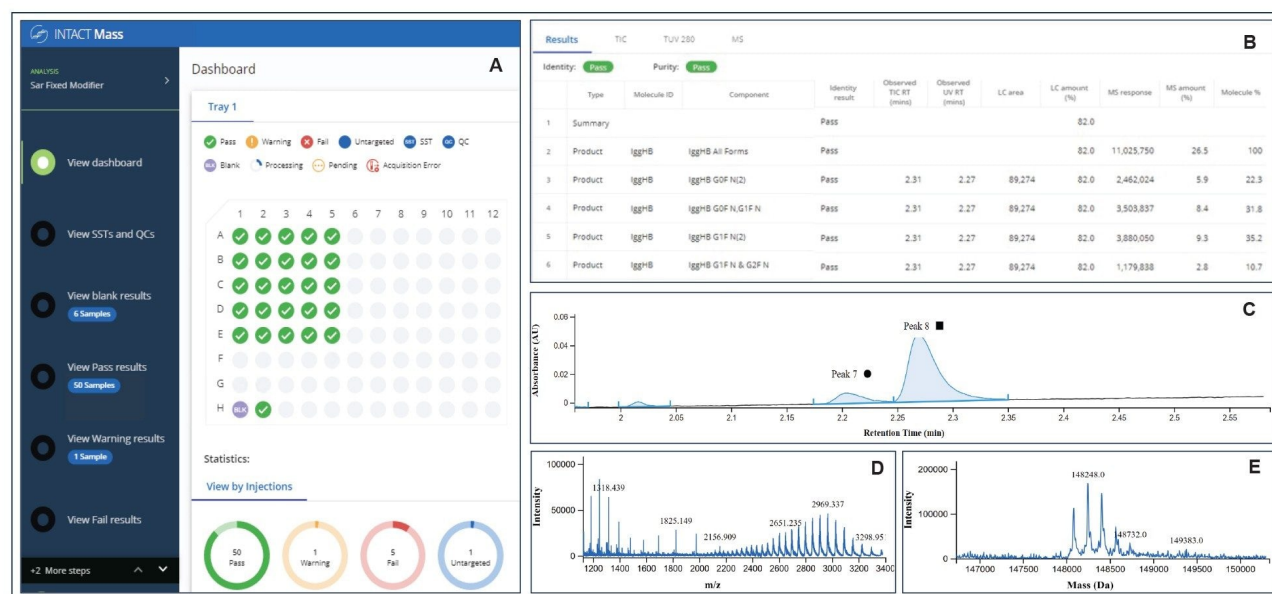 INTACT Mass
ANALYSIS
Sar Fixed Modifier
View dashboard
View SSTs and QCs
View blank results
6 Samples
View Pass results
50 Samples
View Warning results
1 Sample
View Fail results
+2 More steps
Dashboard
A
Tray 1
Pass Warning Fail Untargeted SST SST QC QC
BLK Blank Processing Pending Acquisition Error
1 2 3 4 5 6 7 8 9 10 11 12
A
B
C
D
E
F
G
H BLK
Statistics:
View by Injections
50 Pass
1 Warning
5 Fail
1 Untargeted
Results TIC TUV 280 MS
B
Identity: Pass Purity: Pass
Type Molecule ID Component Identity result Observed TIC RT (mins) Observed UV RT (mins) LC area LC amount (%) MS response MS amount (%) Molecule %
1 Summary Pass 82.0
2 Product IggHB IggHB All Forms Pass 82.0 11,025,750 26.5 100
3 Product IggHB IggHB G0F N(2) Pass 2.31 2.27 89,274 82.0 2,462,024 5.9 22.3
4 Product IggHB IggHB G0F N,G1F N Pass 2.31 2.27 89,274 82.0 3,503,837 8.4 31.8
5 Product IggHB IggHB G1F N(2) Pass 2.31 2.27 89,274 82.0 3,880,050 9.3 35.2
6 Product IggHB IggHB G1F N & G2F N Pass 2.31 2.27 89,274 82.0 1,179,838 2.8 10.7
C
Absorbance (AU)
0.06
0.04
0.02
0
Peak 7
Peak 8
2 2.05 2.1 2.15 2.2 2.25 2.3 2.35 2.4 2.45 2.5 2.55
Retention Time (min)
D
Intensity
100000
50000
0
1318.439
1825.149
2156.909
2651.235
2969.337
3298.95
1200 1400 1600 1800 2000 2200 2400 2600 2800 3000 3200 3400
m/z
E
Intensity
200000
150000
100000
50000
0
148248.0
148732.0
149383.0
147000 147500 148000 148500 149000 149500 150000
Mass (Da)